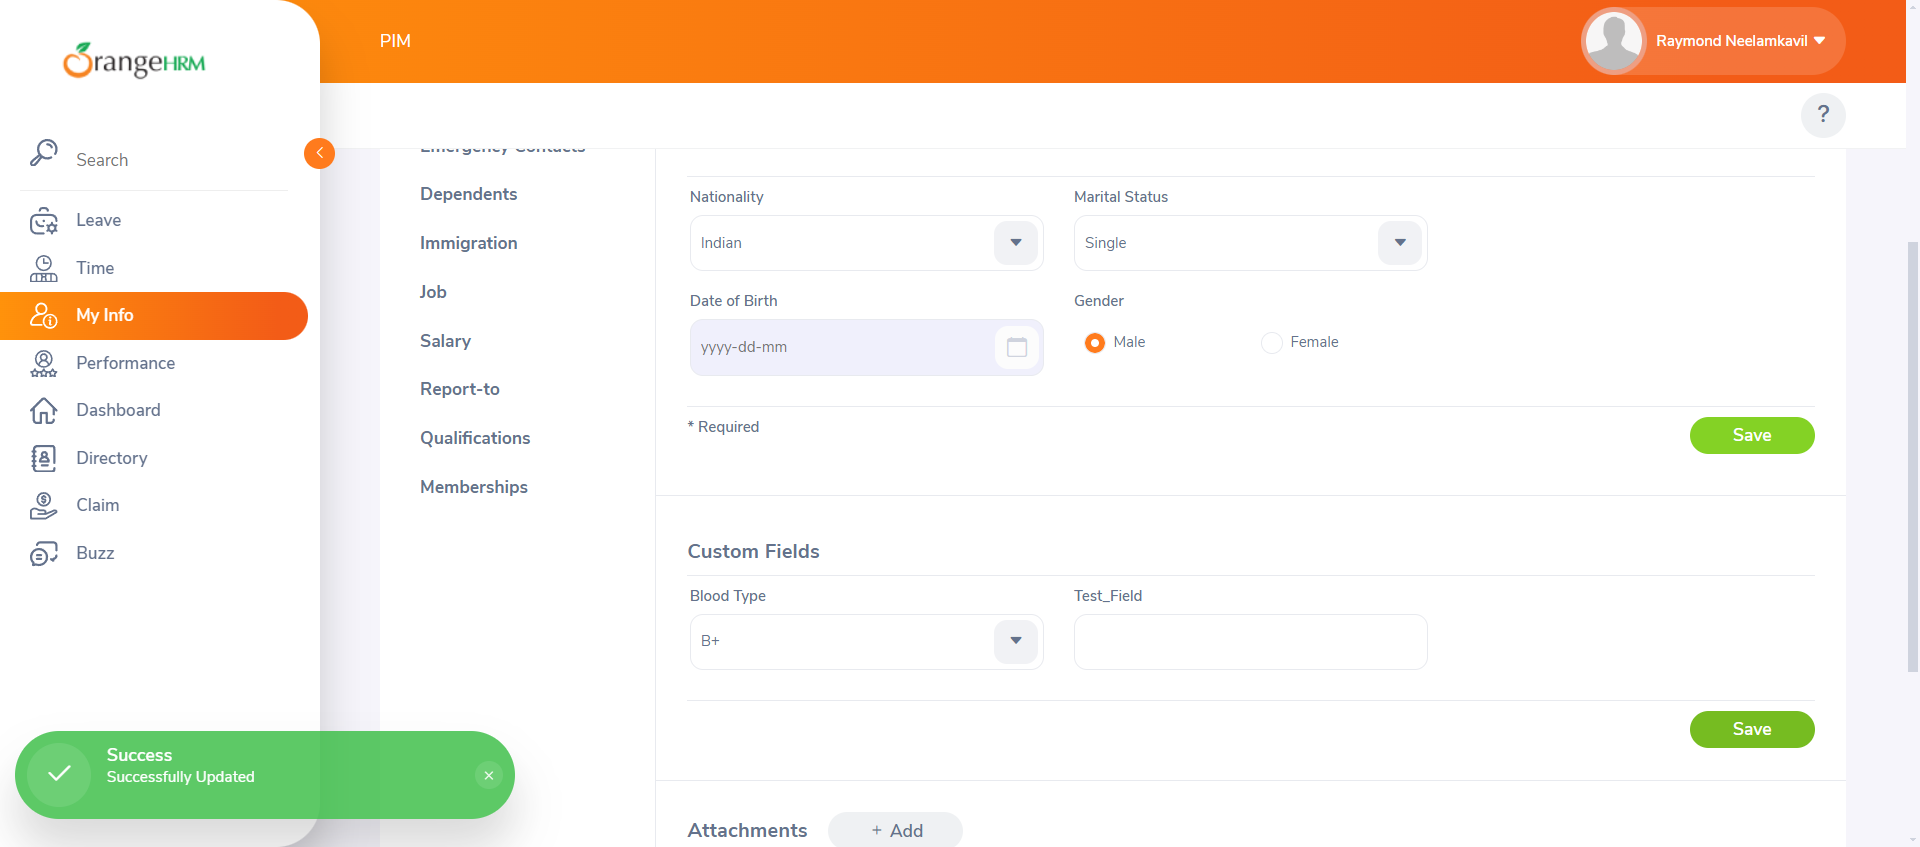 OrangeHRM
PIM
Raymond Neelamkavil
?
Search
Leave
Time
My Info
Performance
Dashboard
Directory
Claim
Buzz
Emergency Contacts
Dependents
Immigration
Job
Salary
Report-to
Qualifications
Memberships
Nationality
Marital Status
Indian
Single
Date of Birth
Gender
yyyy-dd-mm
Male
Female
* Required
Save
Custom Fields
Blood Type
Test_Field
B+
Save
Attachments
+ Add
Success
Successfully Updated